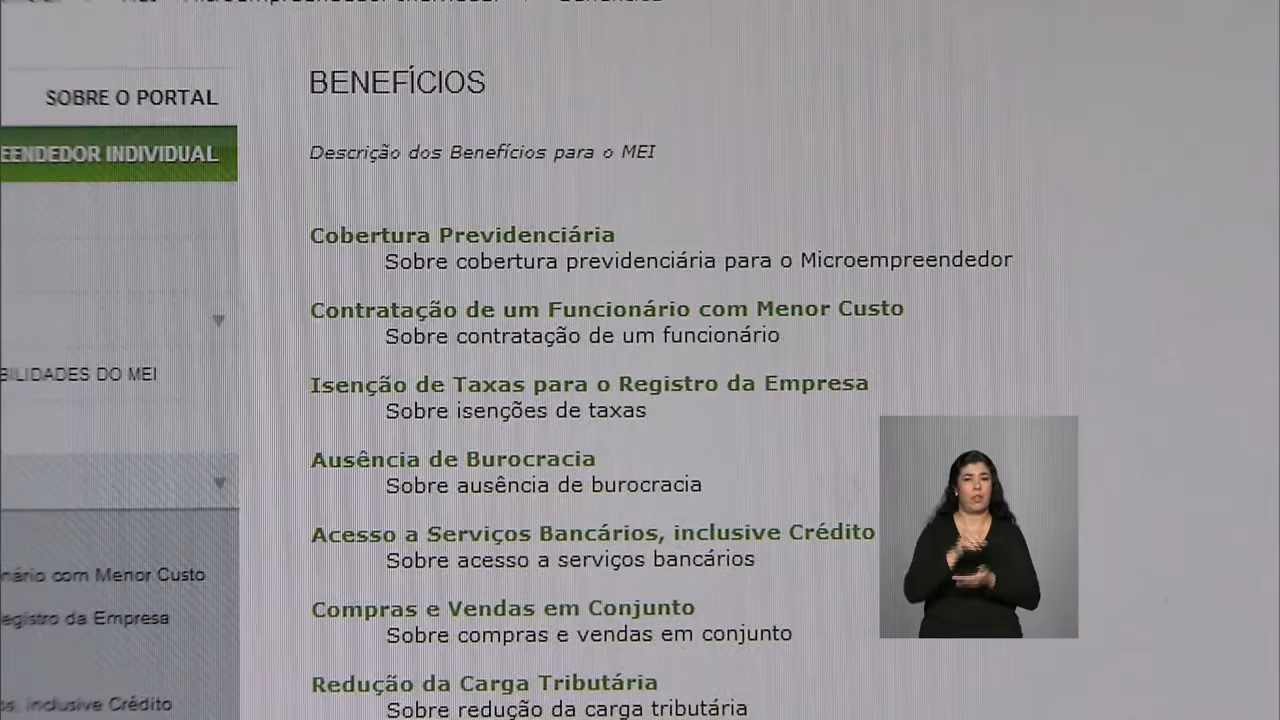 BENEFÍCIOS
SOBRE O PORTAL
EENDEDOR INDIVIDUAL
Descrição dos Benefícios para o MEI
Cobertura Previdenciária
Sobre cobertura previdenciária para o Microempreendedor
Contratação de um Funcionário com Menor Custo
Sobre contratação de um funcionário
BILIDADES DO MEI
Isenção de Taxas para o Registro da Empresa
Sobre isenções de taxas
Ausência de Burocracia
Sobre ausência de burocracia
Acesso a Serviços Bancários, inclusive Crédito
Sobre acesso a serviços bancários
nário com Menor Custo
Compras e Vendas em Conjunto
egistro da Empresa
Sobre compras e vendas em conjunto
Redução da Carga Tributária
os, inclusive Crédito
Sobre redução da carga tributária